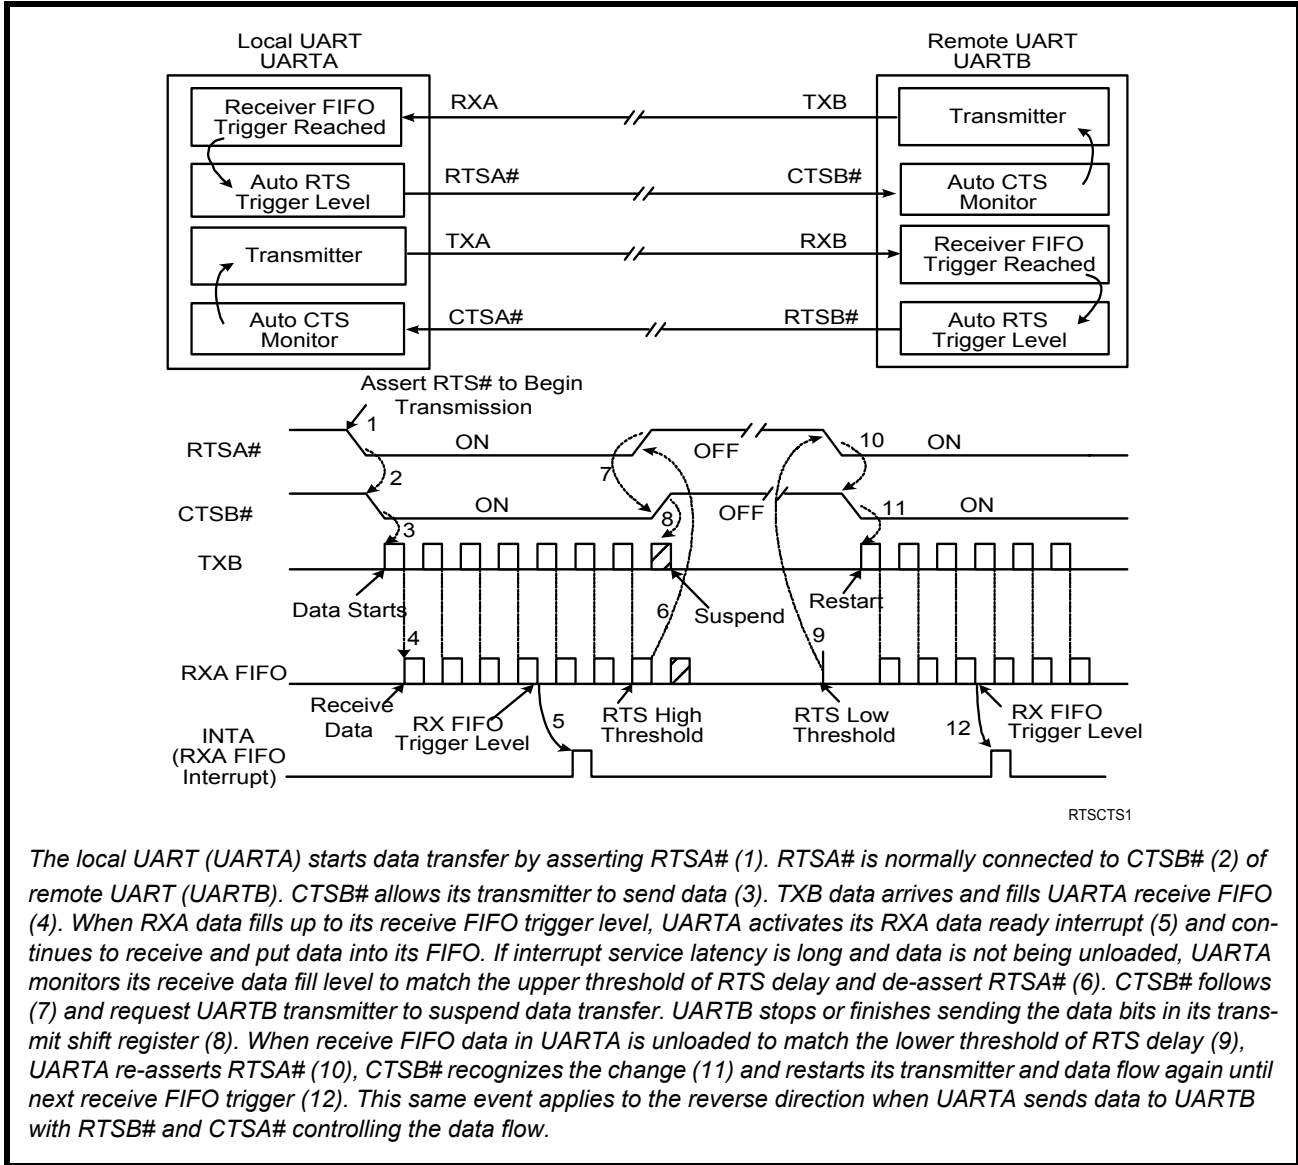 Local UART
UARTA
Remote UART
UARTB
Receiver FIFO
Trigger Reached
RXA
TXB
Transmitter
Auto RTS
Trigger Level
RTSA#
CTSB#
Auto CTS
Monitor
Transmitter
TXA
RXB
Receiver FIFO
Trigger Reached
Auto CTS
Monitor
CTSA#
RTSB#
Auto RTS
Trigger Level
Assert RTS# to Begin
Transmission
1
RTSA#
ON
OFF
10
ON
2
7
CTSB#
ON
OFF
11
ON
3
8
TXB
Data Starts
6
Suspend
Restart
4
9
RXA FIFO
Receive
Data
RX FIFO
Trigger Level
5
RTS High
Threshold
RTS Low
Threshold
12
RX FIFO
Trigger Level
INTA
(RXA FIFO
Interrupt)
RTSCTS1
The local UART (UARTA) starts data transfer by asserting RTSA# (1). RTSA# is normally connected to CTSB# (2) of
remote UART (UARTB). CTSB# allows its transmitter to send data (3). TXB data arrives and fills UARTA receive FIFO
(4). When RXA data fills up to its receive FIFO trigger level, UARTA activates its RXA data ready interrupt (5) and con-
tinues to receive and put data into its FIFO. If interrupt service latency is long and data is not being unloaded, UARTA
monitors its receive data fill level to match the upper threshold of RTS delay and de-assert RTSA# (6). CTSB# follows
(7) and request UARTB transmitter to suspend data transfer. UARTB stops or finishes sending the data bits in its trans-
mit shift register (8). When receive FIFO data in UARTA is unloaded to match the lower threshold of RTS delay (9),
UARTA re-asserts RTSA# (10), CTSB# recognizes the change (11) and restarts its transmitter and data flow again until
next receive FIFO trigger (12). This same event applies to the reverse direction when UARTA sends data to UARTB
with RTSB# and CTSA# controlling the data flow.